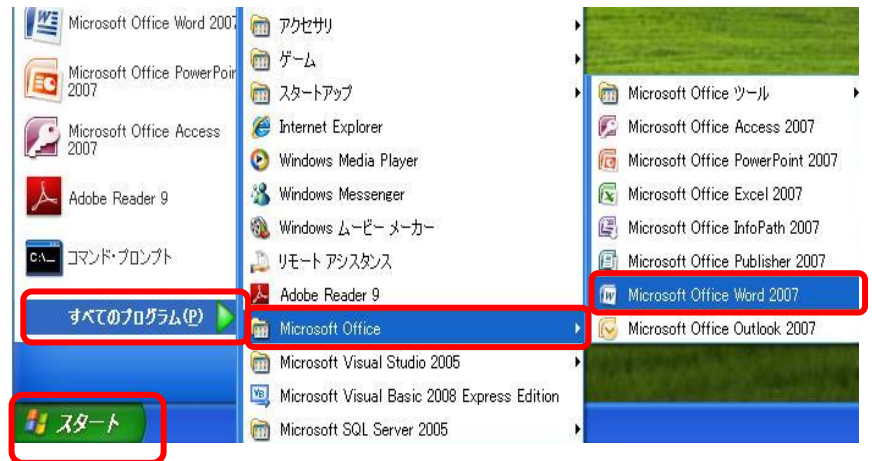 Microsoft Office Word 2007
Microsoft Office PowerPoin
2007
Microsoft Office Access
2007
Adobe Reader 9
C:\_
コマンド・プロンプト
すべてのプログラム(P)
スタート
アクセサリ
ゲーム
スタートアップ
Internet Explorer
Windows Media Player
Windows Messenger
Windows ムービー メーカー
リモート アシスタンス
Adobe Reader 9
Microsoft Office
Microsoft Visual Studio 2005
Microsoft Visual Basic 2008 Express Edition
Microsoft SQL Server 2005
Microsoft Office ツール
Microsoft Office Access 2007
Microsoft Office PowerPoint 2007
Microsoft Office Excel 2007
Microsoft Office InfoPath 2007
Microsoft Office Publisher 2007
Microsoft Office Word 2007
Microsoft Office Outlook 2007